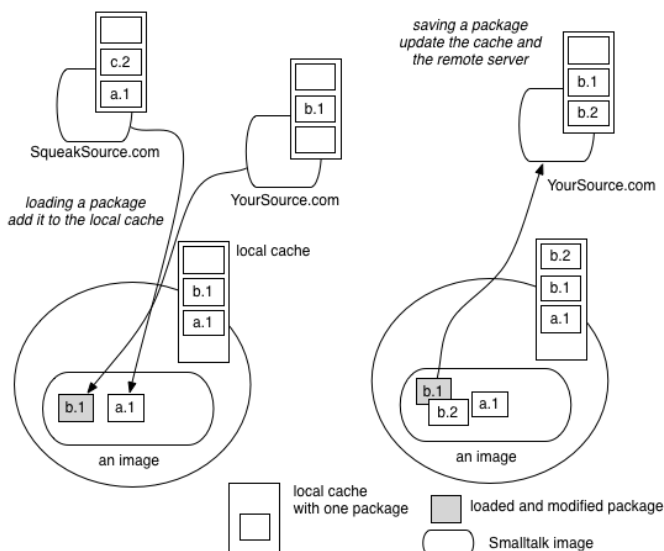 c.2
a.1
SqueakSource.com
b.1
YourSource.com
loading a package
add it to the local cache
local cache
b.1
a.1
b.1
a.1
an image
saving a package
update the cache and
the remote server
b.1
b.2
YourSource.com
b.2
b.1
a.1
b.1
b.2
a.1
an image
local cache
with one package
loaded and modified package
Smalltalk image